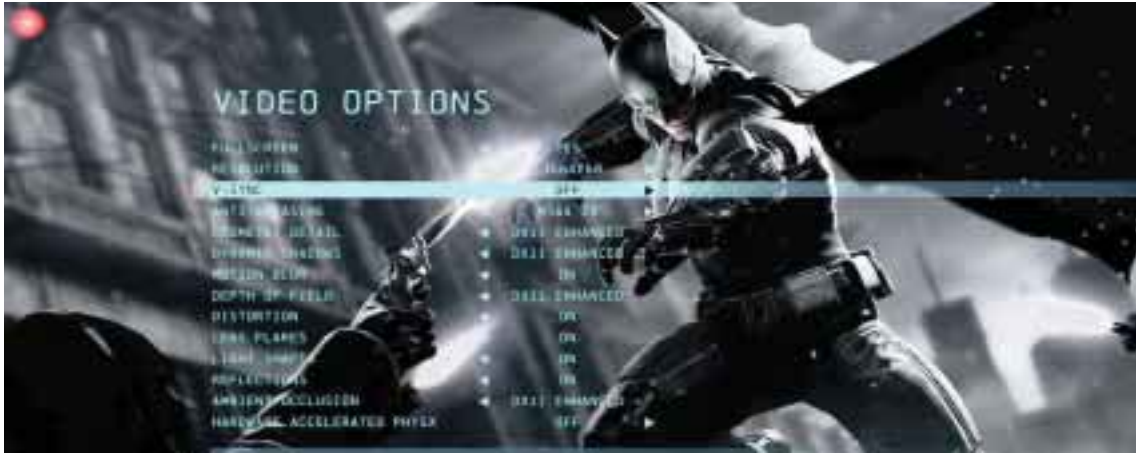 VIDEO OPTIONS
FULLSCREEN YES
RESOLUTION
V-SYNC OFF
ANTI-ALIASING
GEOMETRY DETAIL DX11 ENHANCED
DYNAMIC SHADOWS DX11 ENHANCED
MOTION BLUR ON
DEPTH OF FIELD DX11 ENHANCED
DISTORTION ON
LENS FLARES ON
LIGHT SHAFTS ON
REFLECTIONS ON
AMBIENT OCCLUSION DX11 ENHANCED
HARDWARE ACCELERATED PHYSX OFF